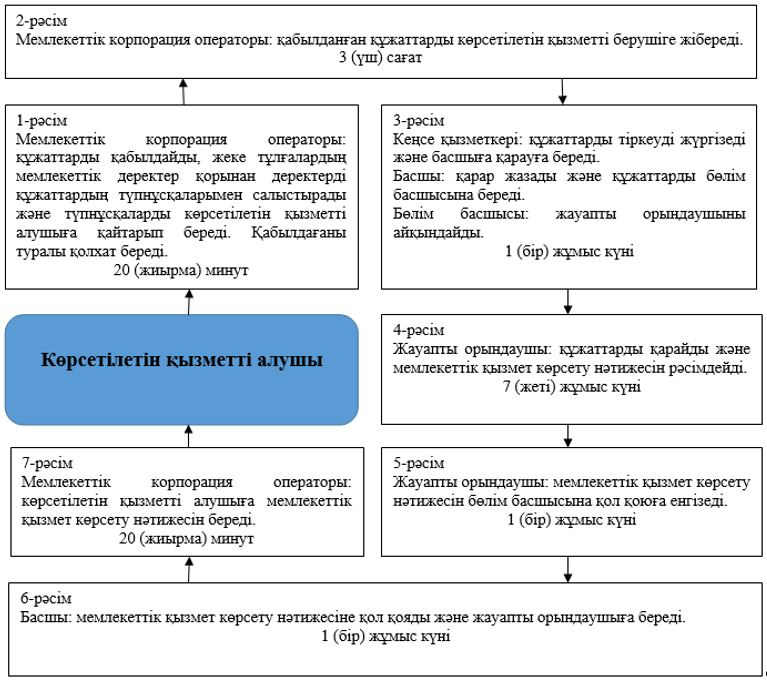 2-рәсім
Мемлекеттік корпорация операторы: қабылданған құжаттарды көрсетілетін қызметті берушіге жібереді.
3 (үш) сағат
1-рәсім
Мемлекеттік корпорация операторы:
құжаттарды қабылдайды, жеке тұлғалардың
мемлекеттік деректер қорынан деректерді
құжаттардың түпнұсқаларымен салыстырады
және түпнұсқаларды көрсетілетін қызметті
алушыға қайтарып береді. Қабылдағаны
туралы қолхат береді.
20 (жиырма) минут
3-рәсім
Кеңсе қызметкері: құжаттарды тіркеуді жүргізеді
және басшыға қарауға береді.
Басшы: қарар жазады және құжаттарды бөлім
басшысына береді.
Бөлім басшысы: жауапты орындаушыны
айқындайды.
1 (бір) жұмыс күні
Көрсетілетін қызметті алушы
4-рәсім
Жауапты орындаушы: құжаттарды қарайды және
мемлекеттік қызмет көрсету нәтижесін рәсімдейді.
7 (жеті) жұмыс күні
7-рәсім
Мемлекеттік корпорация операторы:
көрсетілетін қызметті алушыға мемлекеттік
қызмет көрсету нәтижесін береді.
20 (жиырма) минут
5-рәсім
Жауапты орындаушы: мемлекеттік қызмет көрсету
нәтижесін бөлім басшысына қол қоюға енгізеді.
1 (бір) жұмыс күні
6-рәсім
Басшы: мемлекеттік қызмет көрсету нәтижесіне қол қояды және жауапты орындаушыға береді.
1 (бір) жұмыс күні